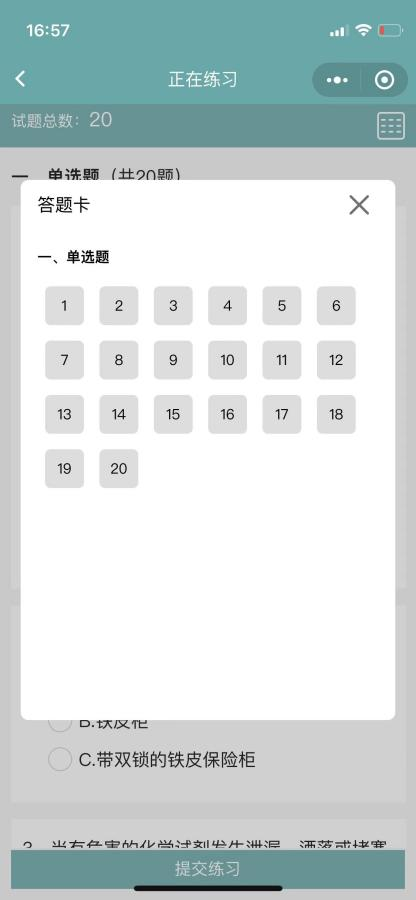 16:57
正在练习
试题总数：20
一、单选题（共20题）
答题卡
一、单选题
1 2 3 4 5 6
7 8 9 10 11 12
13 14 15 16 17 18
19 20
B.铁皮柜
C.带双锁的铁皮保险柜
3、当有危害的化学试剂发生泄漏、洒落或堵塞
提交练习